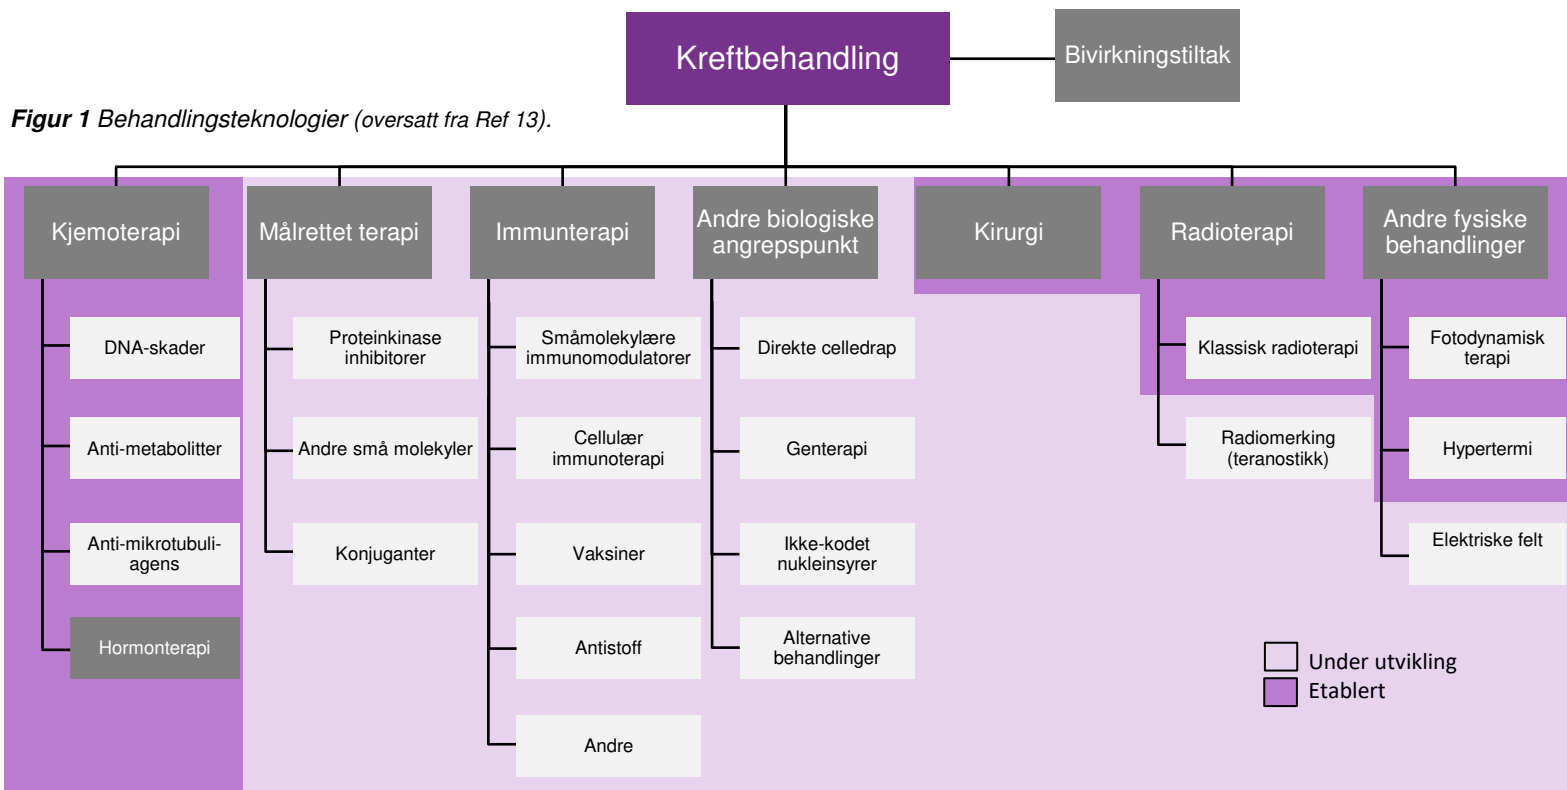 Kreftbehandling
Bivirkningstiltak
Figur 1 Behandlingsteknologier (oversatt fra Ref 13).
Kjemoterapi
Målrettet terapi
Immunterapi
Andre biologiske
angrepspunkt
Kirurgi
Radioterapi
Andre fysiske
behandlinger
DNA-skader
Anti-metabolitter
Anti-mikrotubuli-
agens
Hormonterapi
Proteinkinase
inhibitorer
Andre små molekyler
Konjuganter
Småmolekylære
immunomodulatorer
Cellulær
immunoterapi
Vaksiner
Antistoff
Andre
Direkte celledrap
Genterapi
Ikke-kodet
nukleinsyrer
Alternative
behandlinger
Klassisk radioterapi
Radiomerking
(teranostikk)
Fotodynamisk
terapi
Hypertermi
Elektriske felt
Under utvikling
Etablert